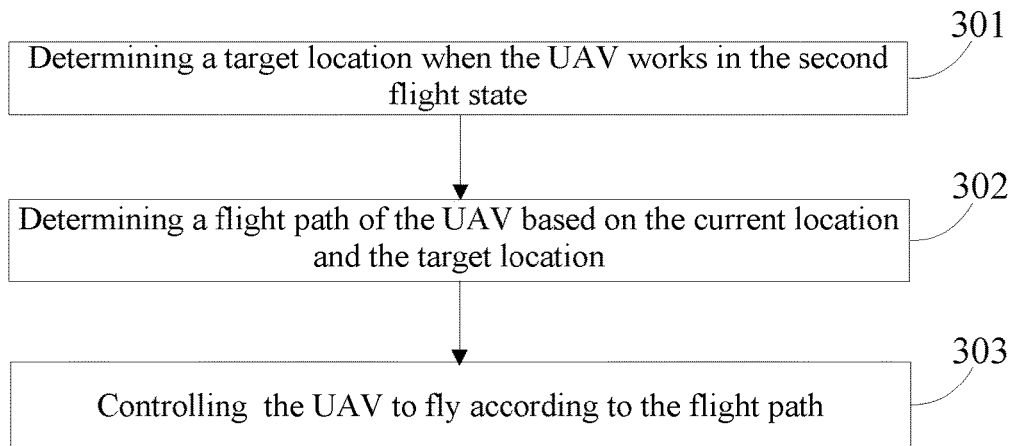 301
Determining a target location when the UAV works in the second
flight state
302
Determining a flight path of the UAV based on the current location
and the target location
303
Controlling the UAV to fly according to the flight path